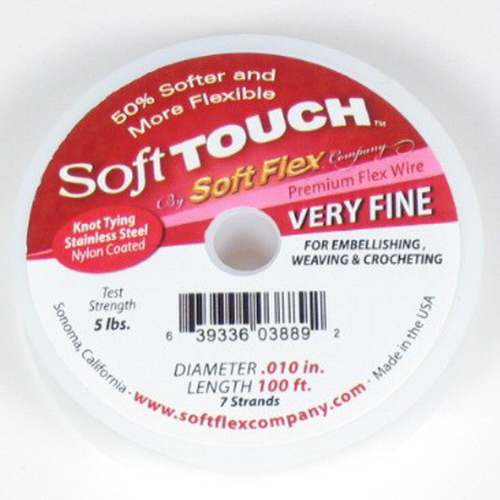 50% Softer and
More Flexible
Soft TOUCH™
By Soft Flex Company
Premium Flex Wire
VERY FINE
Knot Tying
Stainless Steel
Nylon Coated
FOR EMBELLISHING,
WEAVING & CROCHETING
Test
Strength
5 lbs.
6 39336 03889 2
DIAMETER .010 in.
LENGTH 100 ft.
7 Strands
Sonoma, California · www.softflexcompany.com · Made in the USA